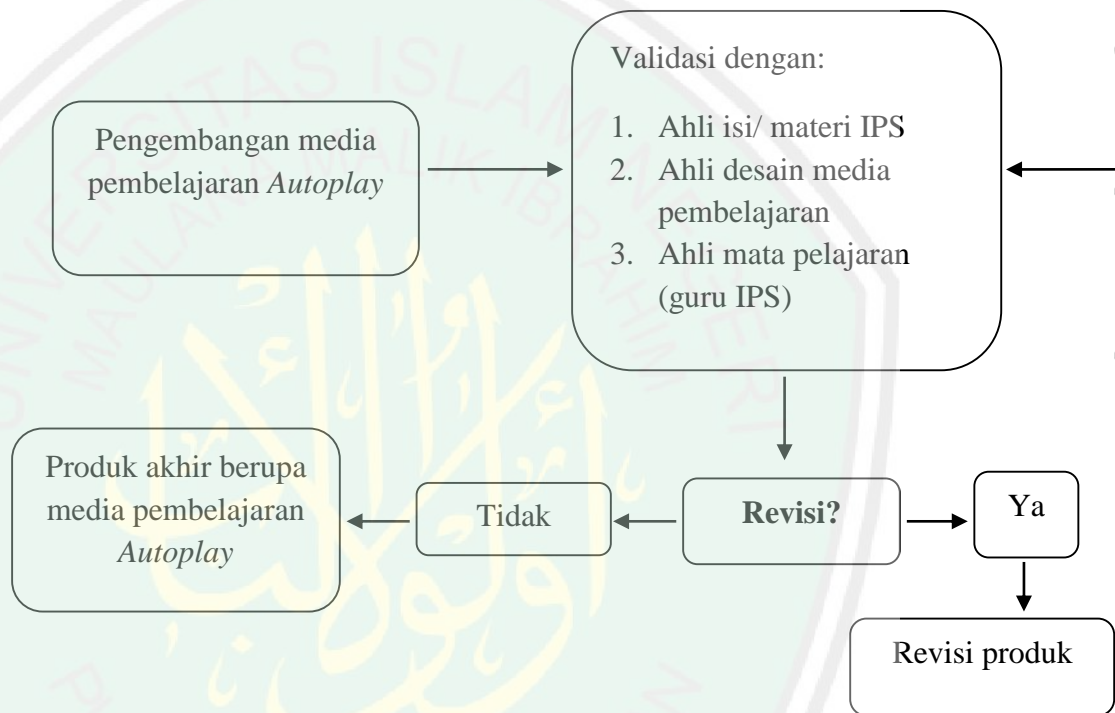 Pengembangan media
pembelajaran Autoplay
Validasi dengan:
1. Ahli isi/ materi IPS
2. Ahli desain media
pembelajaran
3. Ahli mata pelajaran
(guru IPS)
Produk akhir berupa
media pembelajaran
Autoplay
Tidak
Revisi?
Ya
Revisi produk